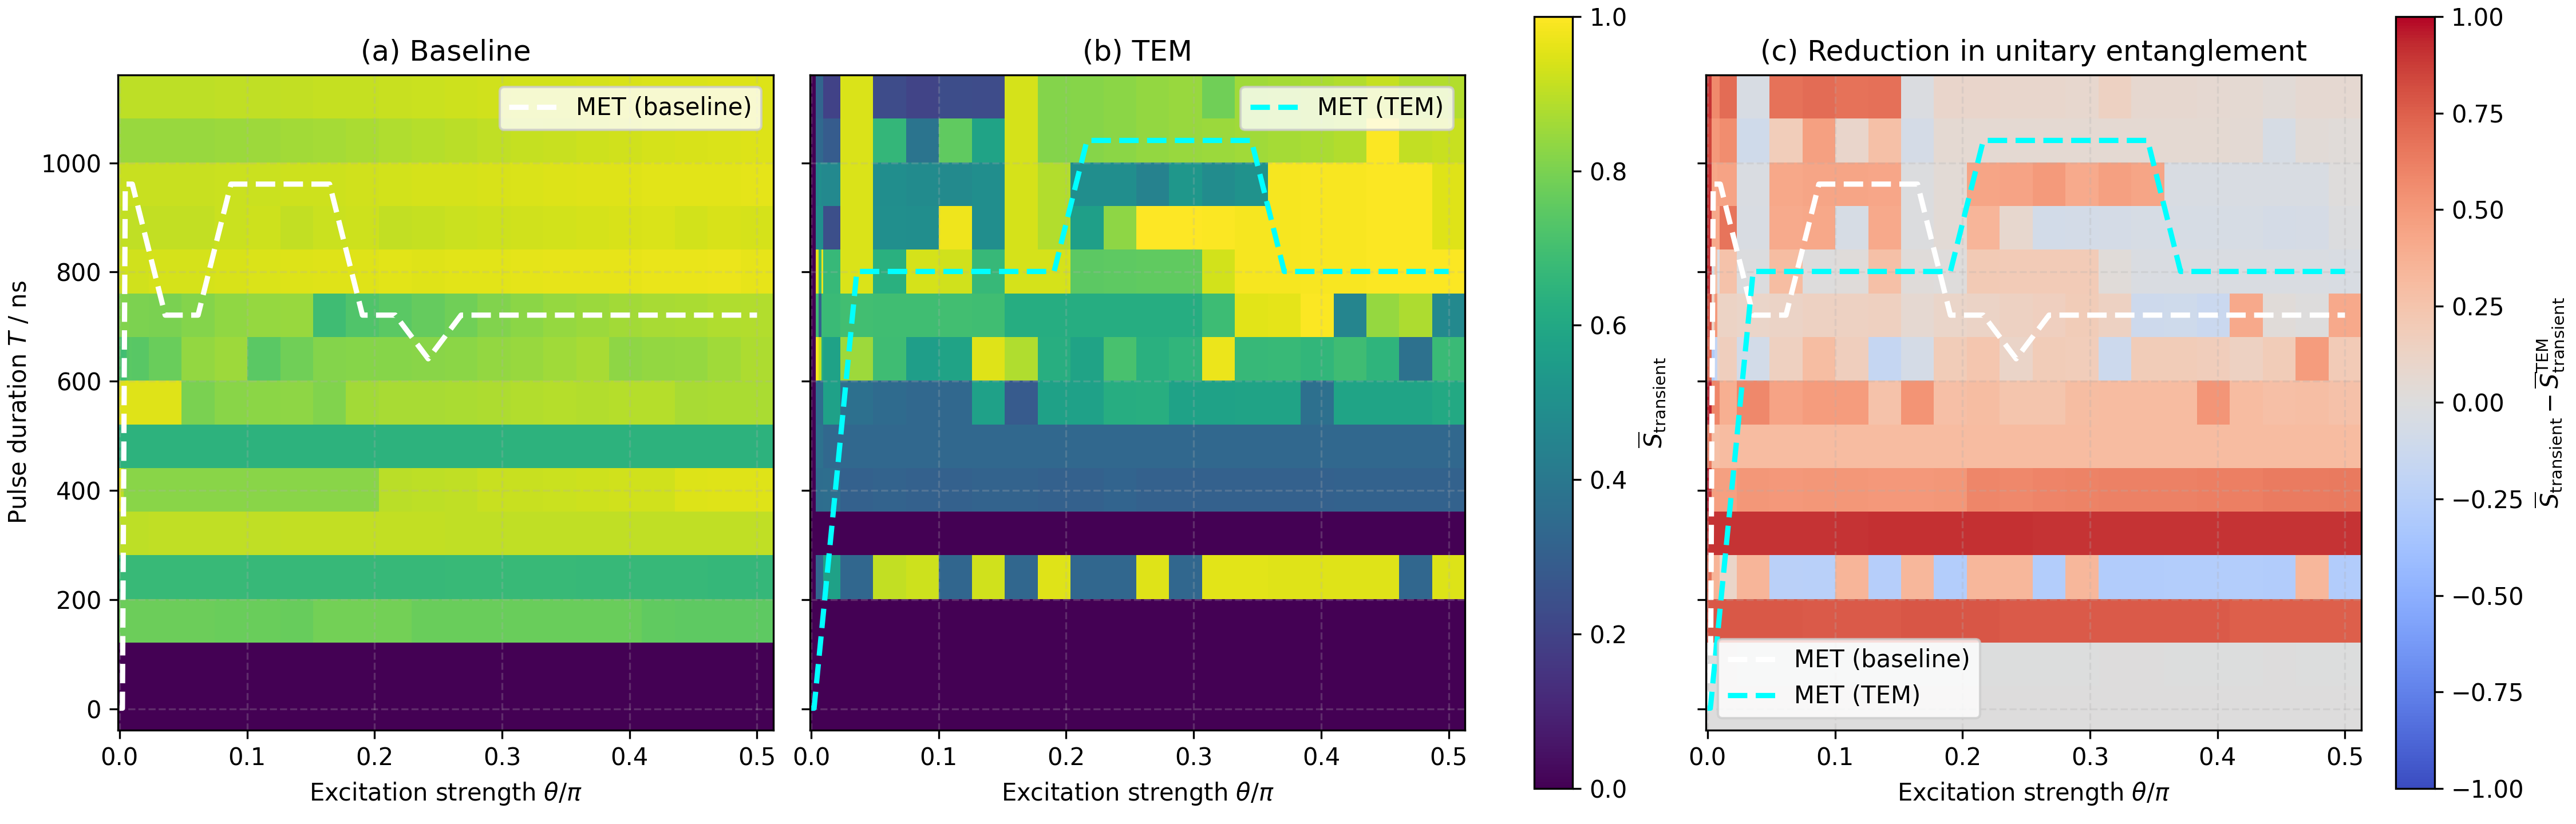 (a) Baseline
MET (baseline)
Pulse duration T / ns
1000
800
600
400
200
0
0.0 0.1 0.2 0.3 0.4 0.5
Excitation strength θ/π
(b) TEM
MET (TEM)
0.0 0.1 0.2 0.3 0.4 0.5
Excitation strength θ/π
1.0
0.8
0.6
0.4
0.2
0.0
S̅transient
(c) Reduction in unitary entanglement
MET (baseline)
MET (TEM)
0.0 0.1 0.2 0.3 0.4 0.5
Excitation strength θ/π
1.00
0.75
0.50
0.25
0.00
−0.25
−0.50
−0.75
−1.00
S̅transient − S̅TEMtransient